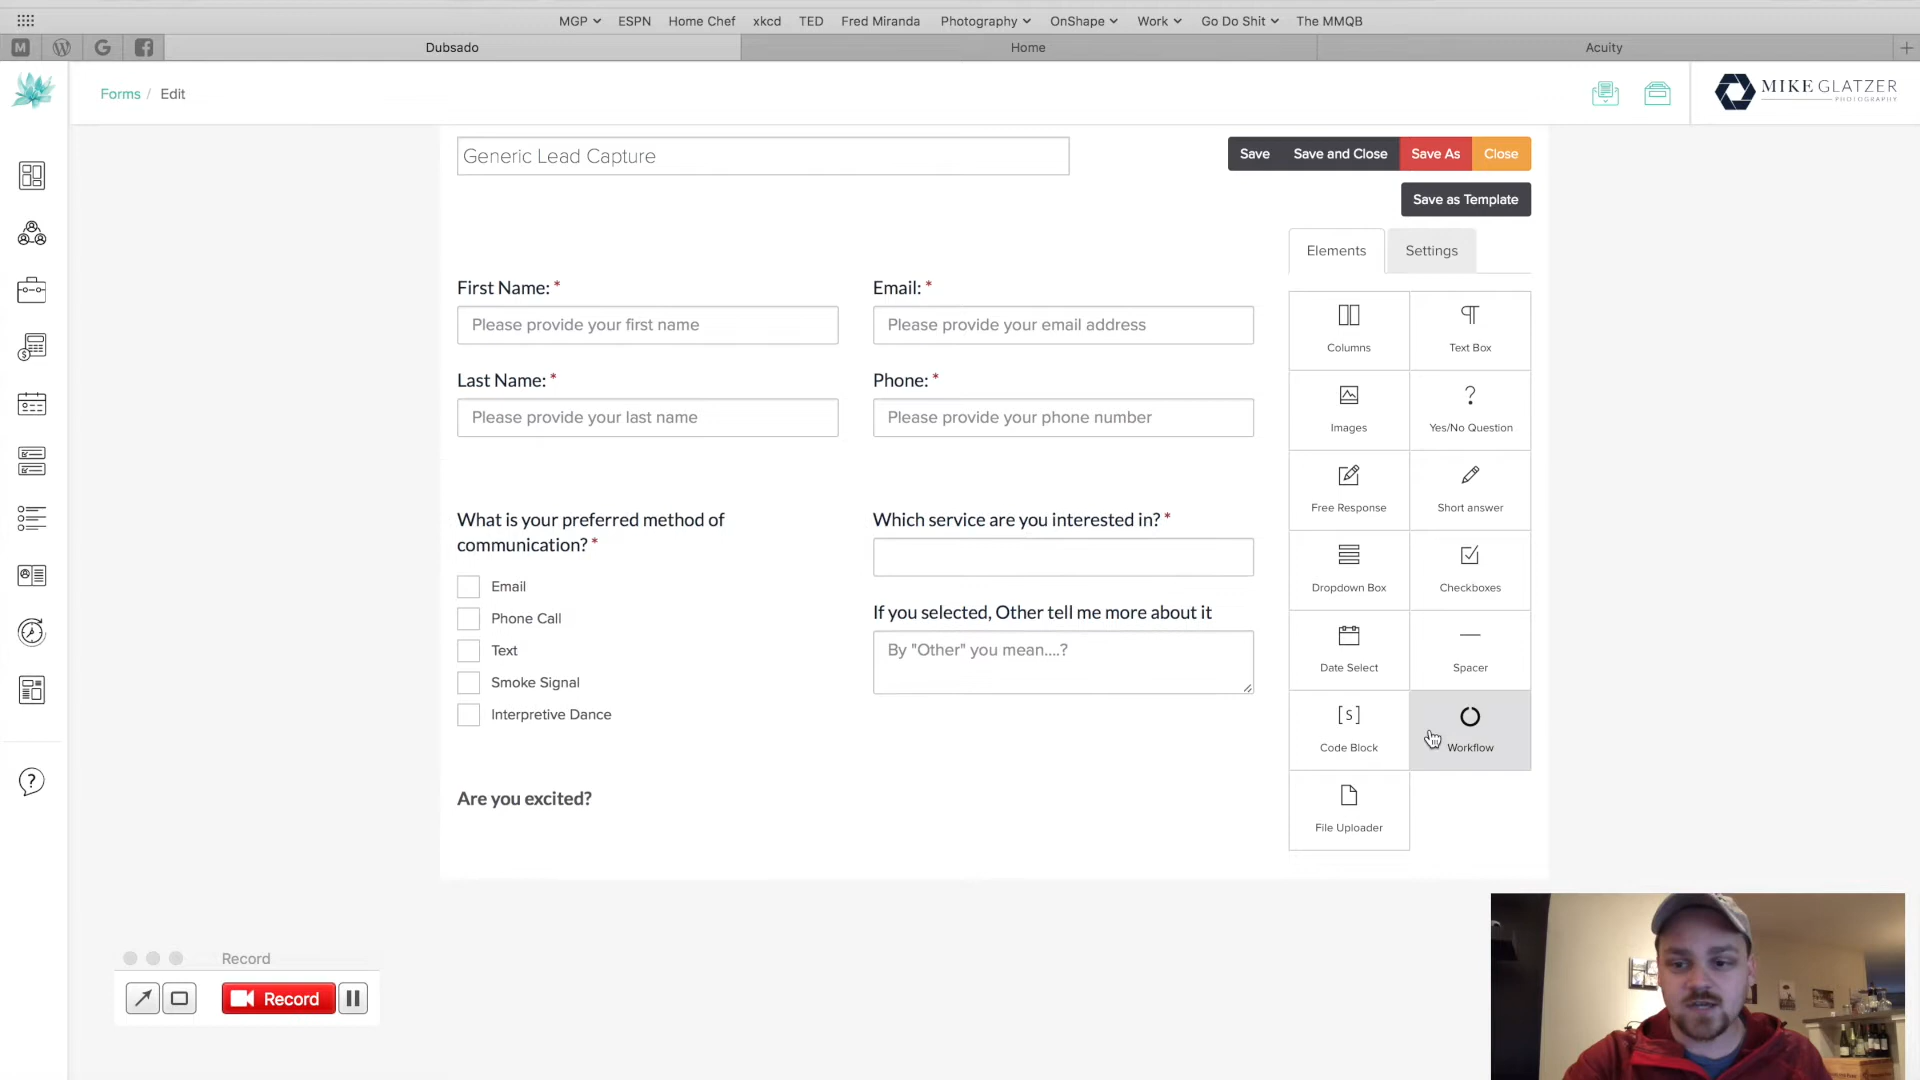 MGP ESPN Home Chef xkcd TED Fred Miranda Photography OnShape Work Go Do Shit The MMQB
M W G f Dubsado Home Acuity +
Forms / Edit
MIKE GLATZER
PHOTOGRAPHY
Generic Lead Capture
Save Save and Close Save As Close
Save as Template
Elements Settings
First Name: * Email: *
Please provide your first name Please provide your email address
Last Name: * Phone: *
Please provide your last name Please provide your phone number
What is your preferred method of
communication? *
Email
Phone Call
Text
Smoke Signal
Interpretive Dance
Which service are you interested in? *
If you selected, Other tell me more about it
By "Other" you mean....?
Are you excited?
Columns Text Box
?
Images Yes/No Question
Free Response Short answer
Dropdown Box Checkboxes
Date Select Spacer
[s]
Code Block Workflow
File Uploader
?
$
Record
Record